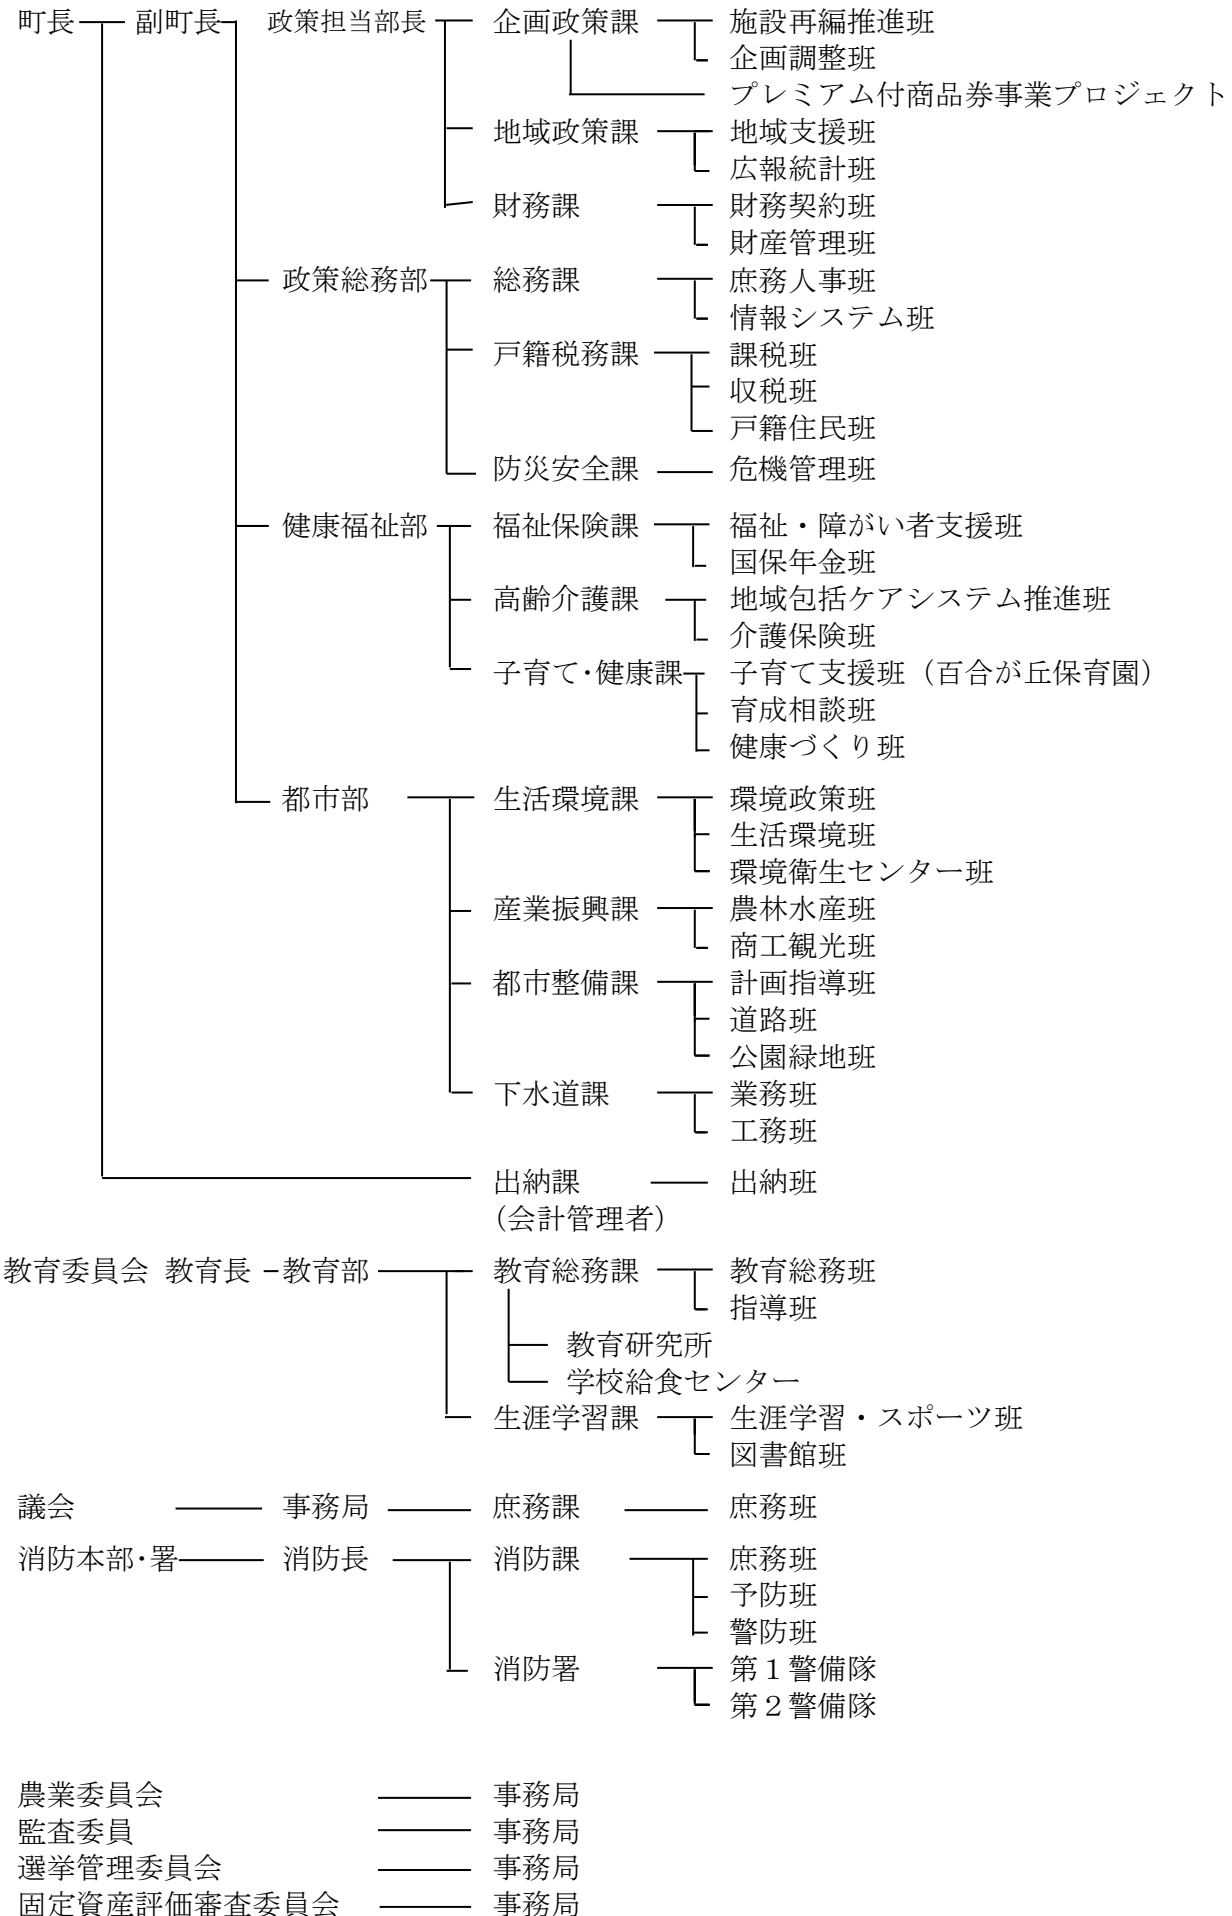 町長 副町長 政策担当部長 企画政策課 施設再編推進班
企画調整班
プレミアム付商品券事業プロジェクト
地域政策課 地域支援班
広報統計班
財務課 財務契約班
財産管理班
政策総務部 総務課 庶務人事班
情報システム班
戸籍税務課 課税班
収税班
戸籍住民班
防災安全課 危機管理班
健康福祉部 福祉保険課 福祉・障がい者支援班
国保年金班
高齢介護課 地域包括ケアシステム推進班
介護保険班
子育て・健康課 子育て支援班（百合が丘保育園）
育成相談班
健康づくり班
都市部 生活環境課 環境政策班
生活環境班
環境衛生センター班
産業振興課 農林水産班
商工観光班
都市整備課 計画指導班
道路班
公園緑地班
下水道課 業務班
工務班
出納課 出納班
（会計管理者）
教育委員会 教育長 教育部 教育総務課 教育総務班
指導班
教育研究所
学校給食センター
生涯学習課 生涯学習・スポーツ班
図書館班
議会 事務局 庶務課 庶務班
消防本部・署 消防長 消防課 庶務班
予防班
警防班
消防署 第１警備隊
第２警備隊
農業委員会 事務局
監査委員 事務局
選挙管理委員会 事務局
固定資産評価審査委員会 事務局